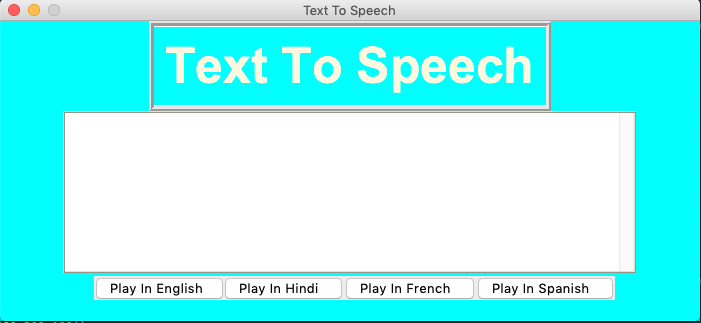 Text To Speech
Text To Speech
Play In English Play In Hindi Play In French Play In Spanish